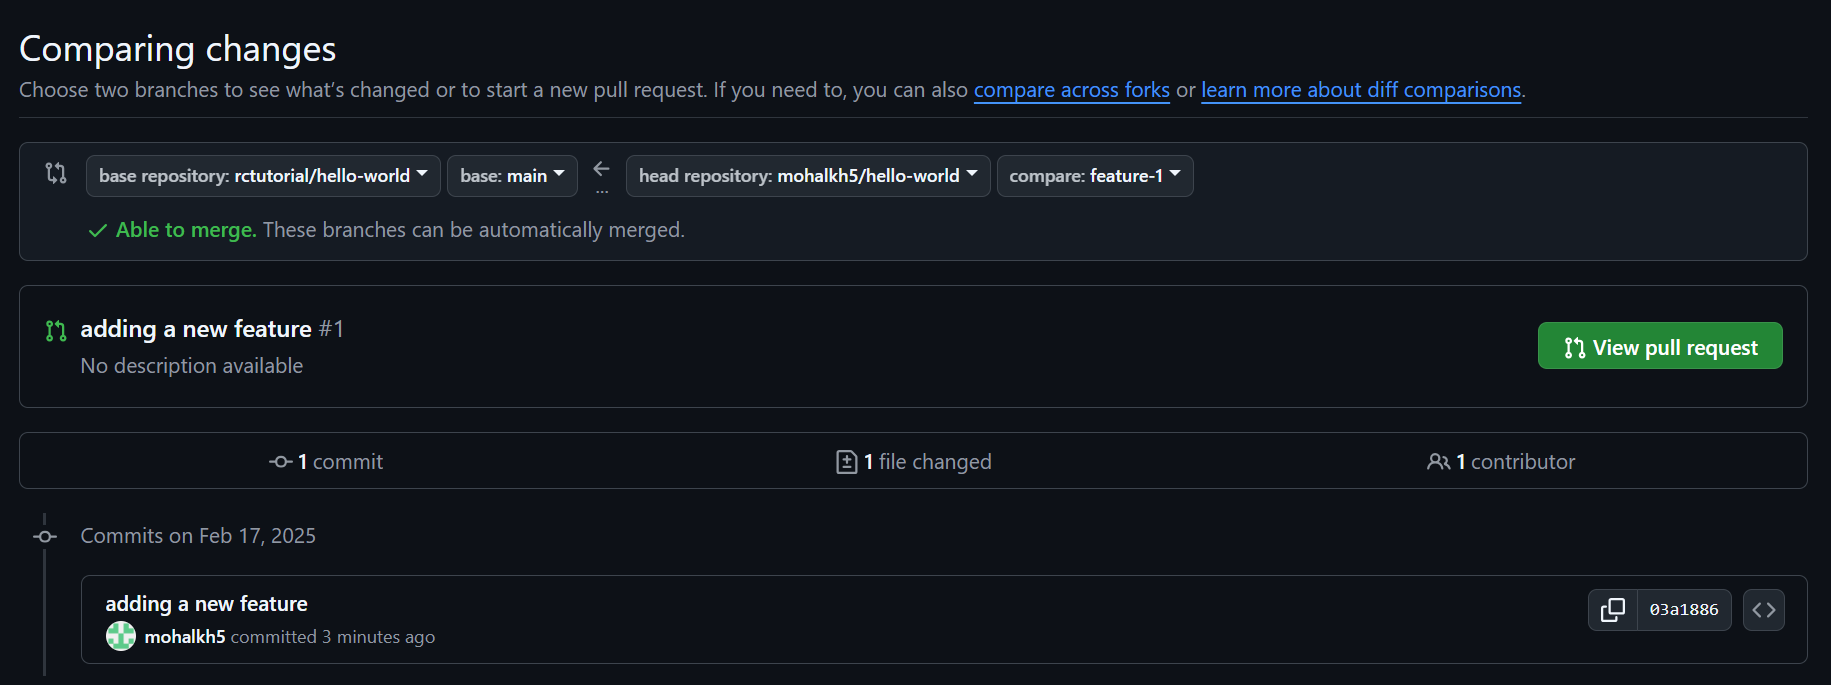 Comparing changes
Choose two branches to see what's changed or to start a new pull request. If you need to, you can also compare across forks or learn more about diff comparisons.
base repository: rctutorial/hello-world base: main ... head repository: mohalkh5/hello-world compare: feature-1
Able to merge. These branches can be automatically merged.
adding a new feature #1
No description available
View pull request
1 commit 1 file changed 1 contributor
Commits on Feb 17, 2025
adding a new feature
mohalkh5 committed 3 minutes ago
03a1886